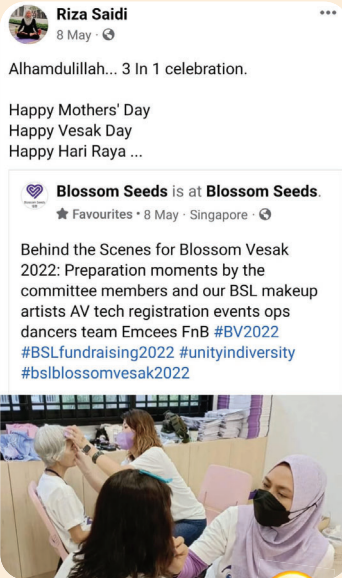 Riza Saidi
8 May ·
Alhamdulillah... 3 In 1 celebration.
Happy Mothers' Day
Happy Vesak Day
Happy Hari Raya ...
Blossom Seeds is at Blossom Seeds.
Favourites • 8 May · Singapore ·
Behind the Scenes for Blossom Vesak
2022: Preparation moments by the
committee members and our BSL makeup
artists AV tech registration events ops
dancers team Emcees FnB #BV2022
#BSLfundraising2022 #unityindiversity
#bslblossomvesak2022